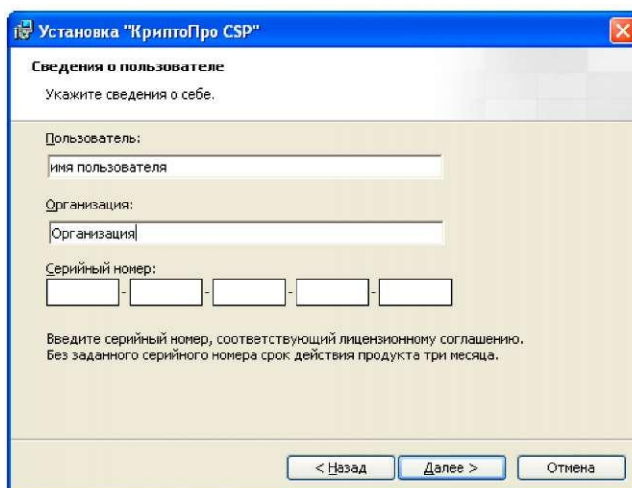 Установка "КриптоПро CSP"
Сведения о пользователе
Укажите сведения о себе.
Пользователь:
имя пользователя
Организация:
Организация
Серийный номер:
- - - -
Введите серийный номер, соответствующий лицензионному соглашению.
Без заданного серийного номера срок действия продукта три месяца.
< Назад Далее > Отмена